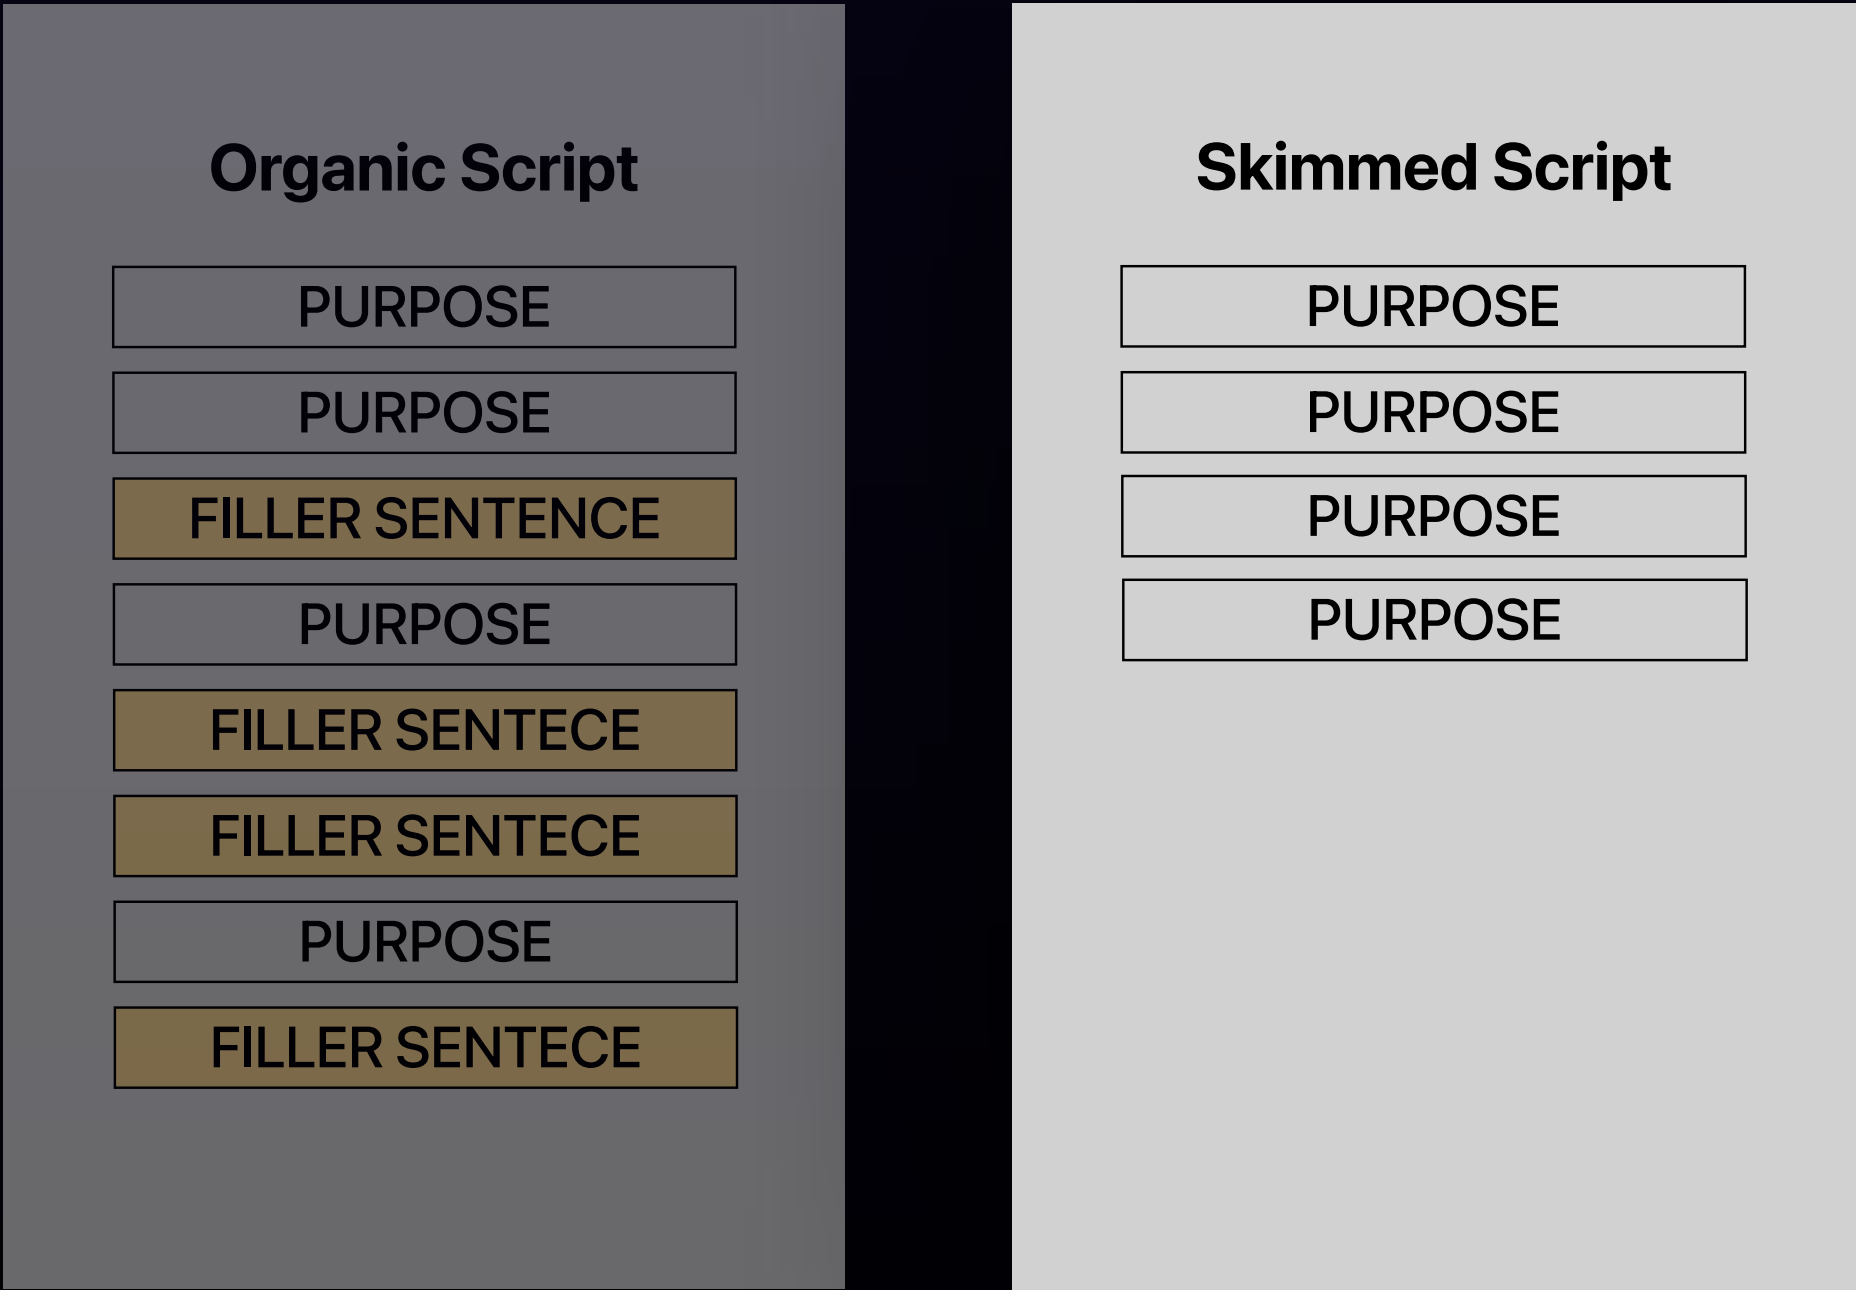 Organic Script
PURPOSE
PURPOSE
FILLER SENTENCE
PURPOSE
FILLER SENTECE
FILLER SENTECE
PURPOSE
FILLER SENTECE
Skimmed Script
PURPOSE
PURPOSE
PURPOSE
PURPOSE